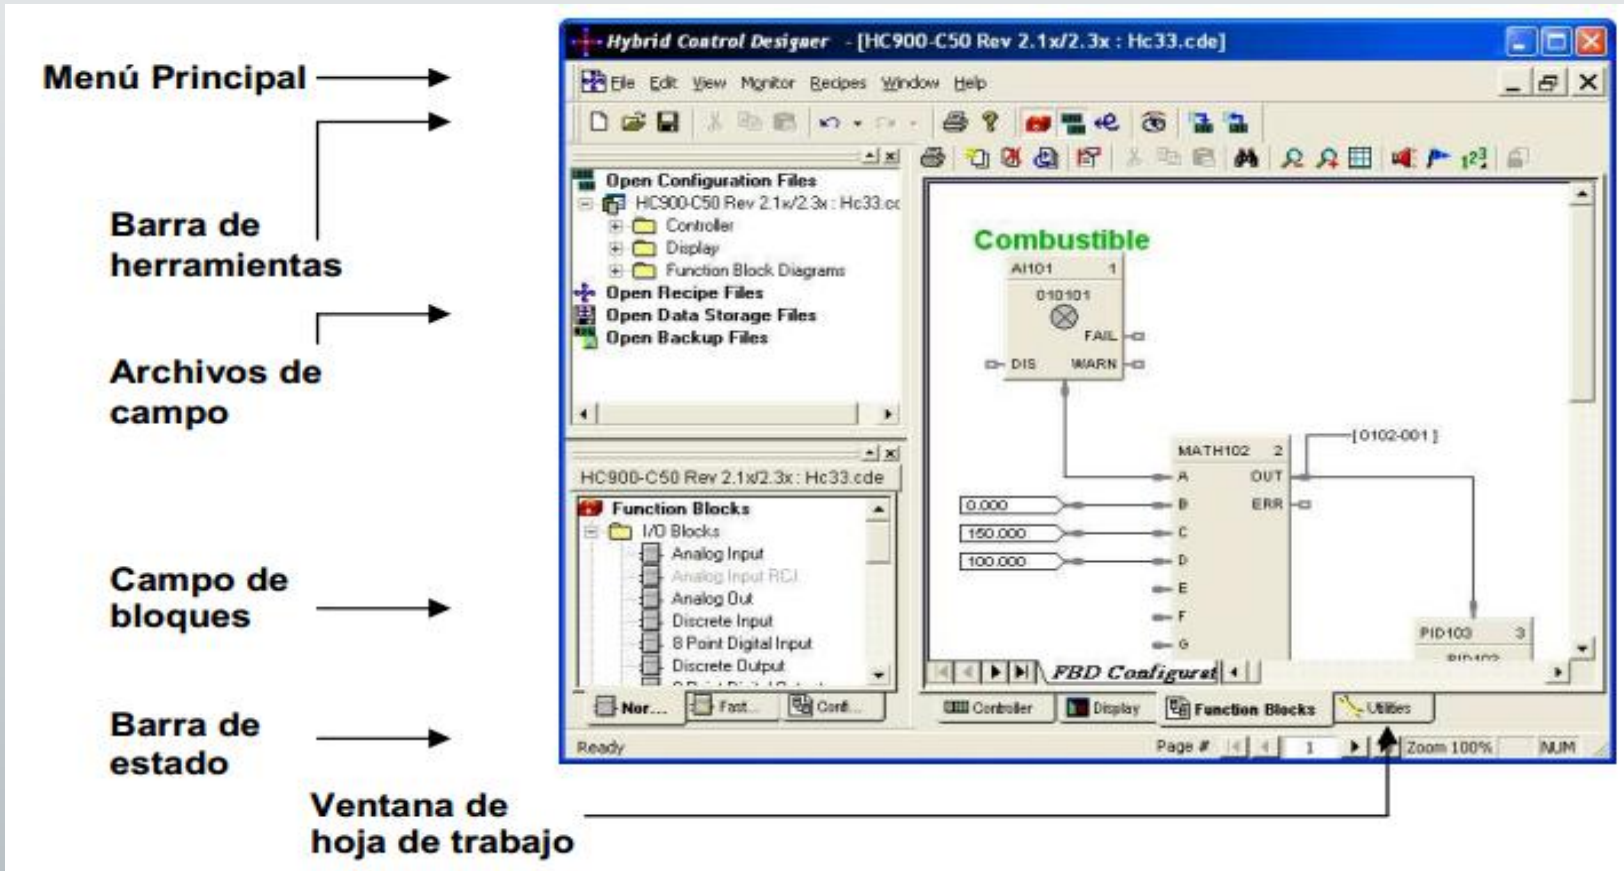 Menú Principal
Barra de
herramientas
Archivos de
campo
Campo de
bloques
Barra de
estado
Ventana de
hoja de trabajo
Hybrid Control Designer - [HC900-C50 Rev 2.1x/2.3x : Hc33.cde]
File Edit View Monitor Recipes Window Help
Open Configuration Files
HC900-C50 Rev 2.1x/2.3x : Hc33.cc
Controller
Display
Function Block Diagrams
Open Recipe Files
Open Data Storage Files
Open Backup Files
HC900-C50 Rev 2.1x/2.3x : Hc33.cde
Function Blocks
I/O Blocks
Analog Input
Analog Input RCJ
Analog Out
Discrete Input
8 Point Digital Input
Discrete Output
8 Point Digital Output
Nor... Fast... Confi...
Combustible
AI101 1
010101
FAIL
DIS WARN
[0102-001]
MATH102 2
A OUT
0.000 B ERR
150.000 C
100.000 D
E
F
G
PID103 3
FBD Configurat
Controller Display Function Blocks Utilities
Ready Page # 1 Zoom 100% NUM